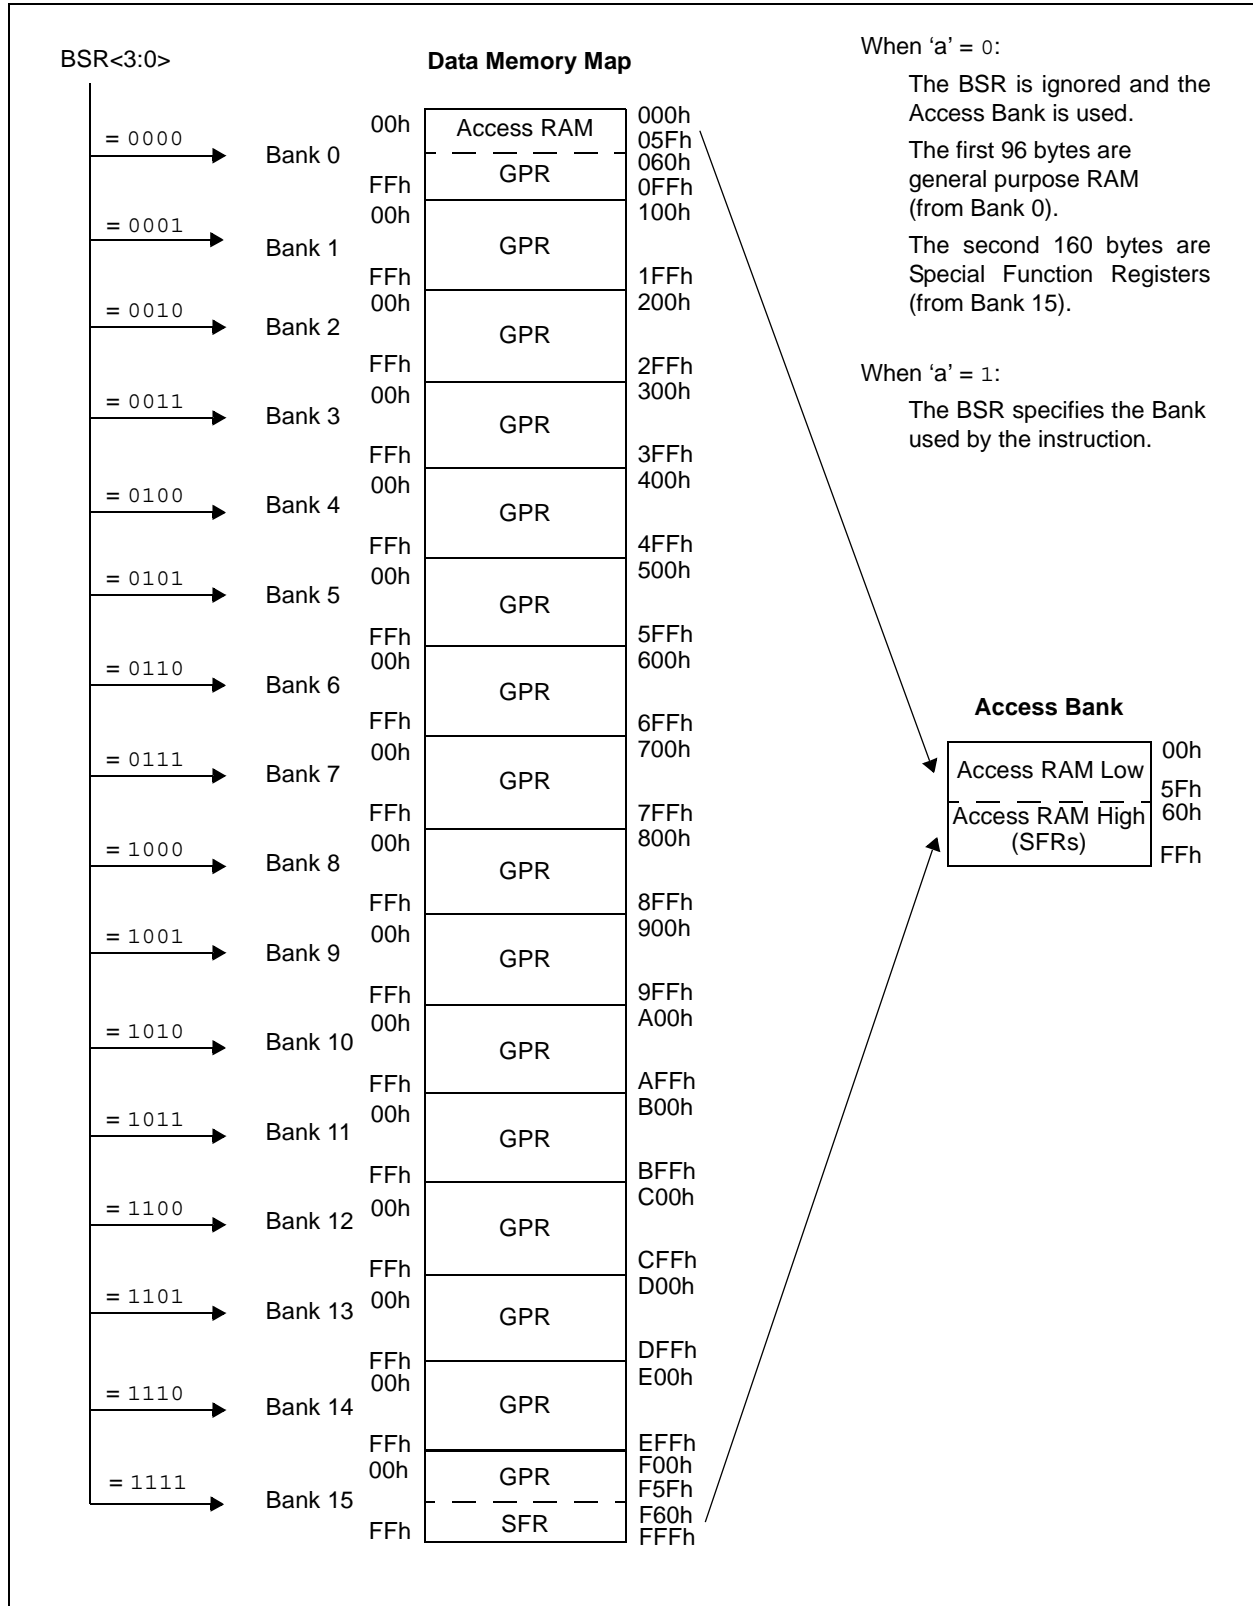 BSR<3:0>
Data Memory Map
When ‘a’ = 0:
The BSR is ignored and the
Access Bank is used.
The first 96 bytes are
general purpose RAM
(from Bank 0).
The second 160 bytes are
Special Function Registers
(from Bank 15).
When ‘a’ = 1:
The BSR specifies the Bank
used by the instruction.
= 0000
Bank 0
00h
Access RAM
000h
05Fh
060h
GPR
FFh
0FFh
= 0001
Bank 1
00h
100h
GPR
FFh
1FFh
= 0010
Bank 2
00h
200h
GPR
FFh
2FFh
= 0011
Bank 3
00h
300h
GPR
FFh
3FFh
= 0100
Bank 4
00h
400h
GPR
FFh
4FFh
= 0101
Bank 5
00h
500h
GPR
FFh
5FFh
= 0110
Bank 6
00h
600h
GPR
FFh
6FFh
= 0111
Bank 7
00h
700h
GPR
FFh
7FFh
= 1000
Bank 8
00h
800h
GPR
FFh
8FFh
= 1001
Bank 9
00h
900h
GPR
FFh
9FFh
= 1010
Bank 10
00h
A00h
GPR
FFh
AFFh
= 1011
Bank 11
00h
B00h
GPR
FFh
BFFh
= 1100
Bank 12
00h
C00h
GPR
FFh
CFFh
= 1101
Bank 13
00h
D00h
GPR
FFh
DFFh
= 1110
Bank 14
00h
E00h
GPR
FFh
EFFh
= 1111
Bank 15
00h
F00h
GPR
F5Fh
F60h
SFR
FFh
FFFh
Access Bank
Access RAM Low
00h
5Fh
Access RAM High
(SFRs)
60h
FFh